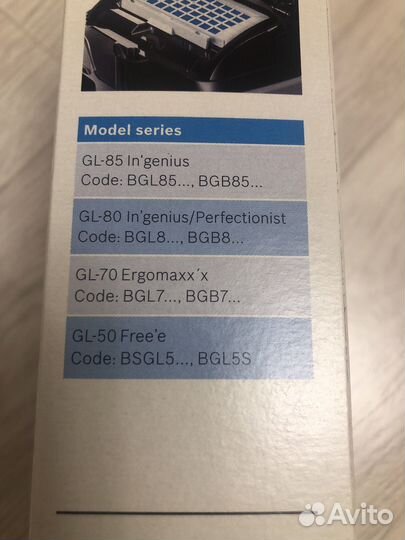 Model series
GL-85 In'genius
Code: BGL85..., BGB85...
GL-80 In'genius/Perfectionist
Code: BGL8..., BGB8...
GL-70 Ergomaxx´x
Code: BGL7..., BGB7...
GL-50 Free'e
Code: BSGL5..., BGL5S
Avito